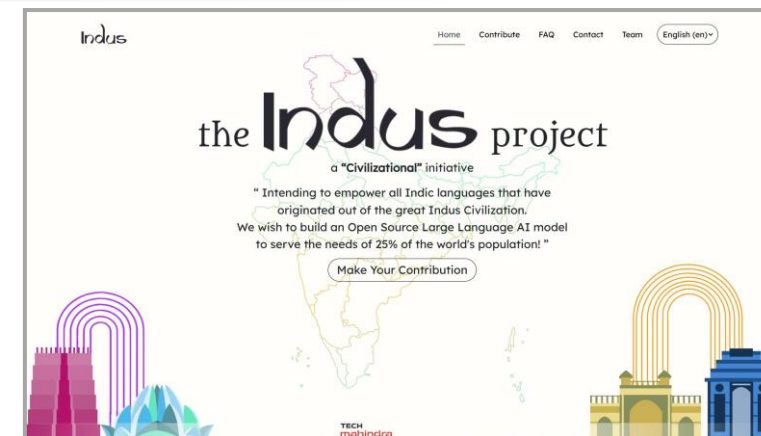 Indus
Home Contribute FAQ Contact Team English (en)
the Indus project
a “Civilizational” initiative
“ Intending to empower all Indic languages that have
originated out of the great Indus Civilization.
We wish to build an Open Source Large Language AI model
to serve the needs of 25% of the world's population! ”
Make Your Contribution
TECH
mahindra